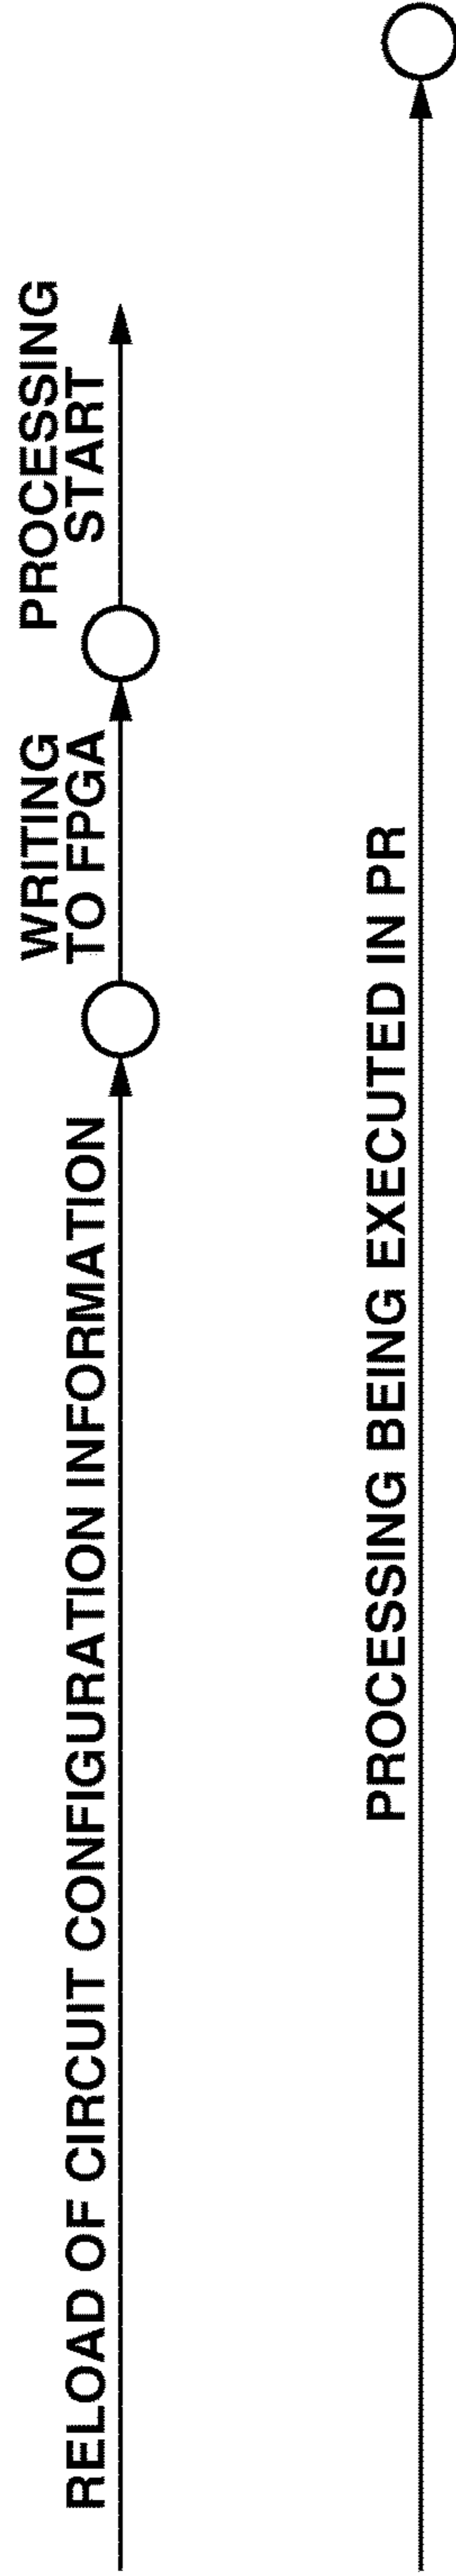 RELOAD OF CIRCUIT CONFIGURATION INFORMATION
WRITING
TO FPGA
PROCESSING
START
PROCESSING BEING EXECUTED IN PR